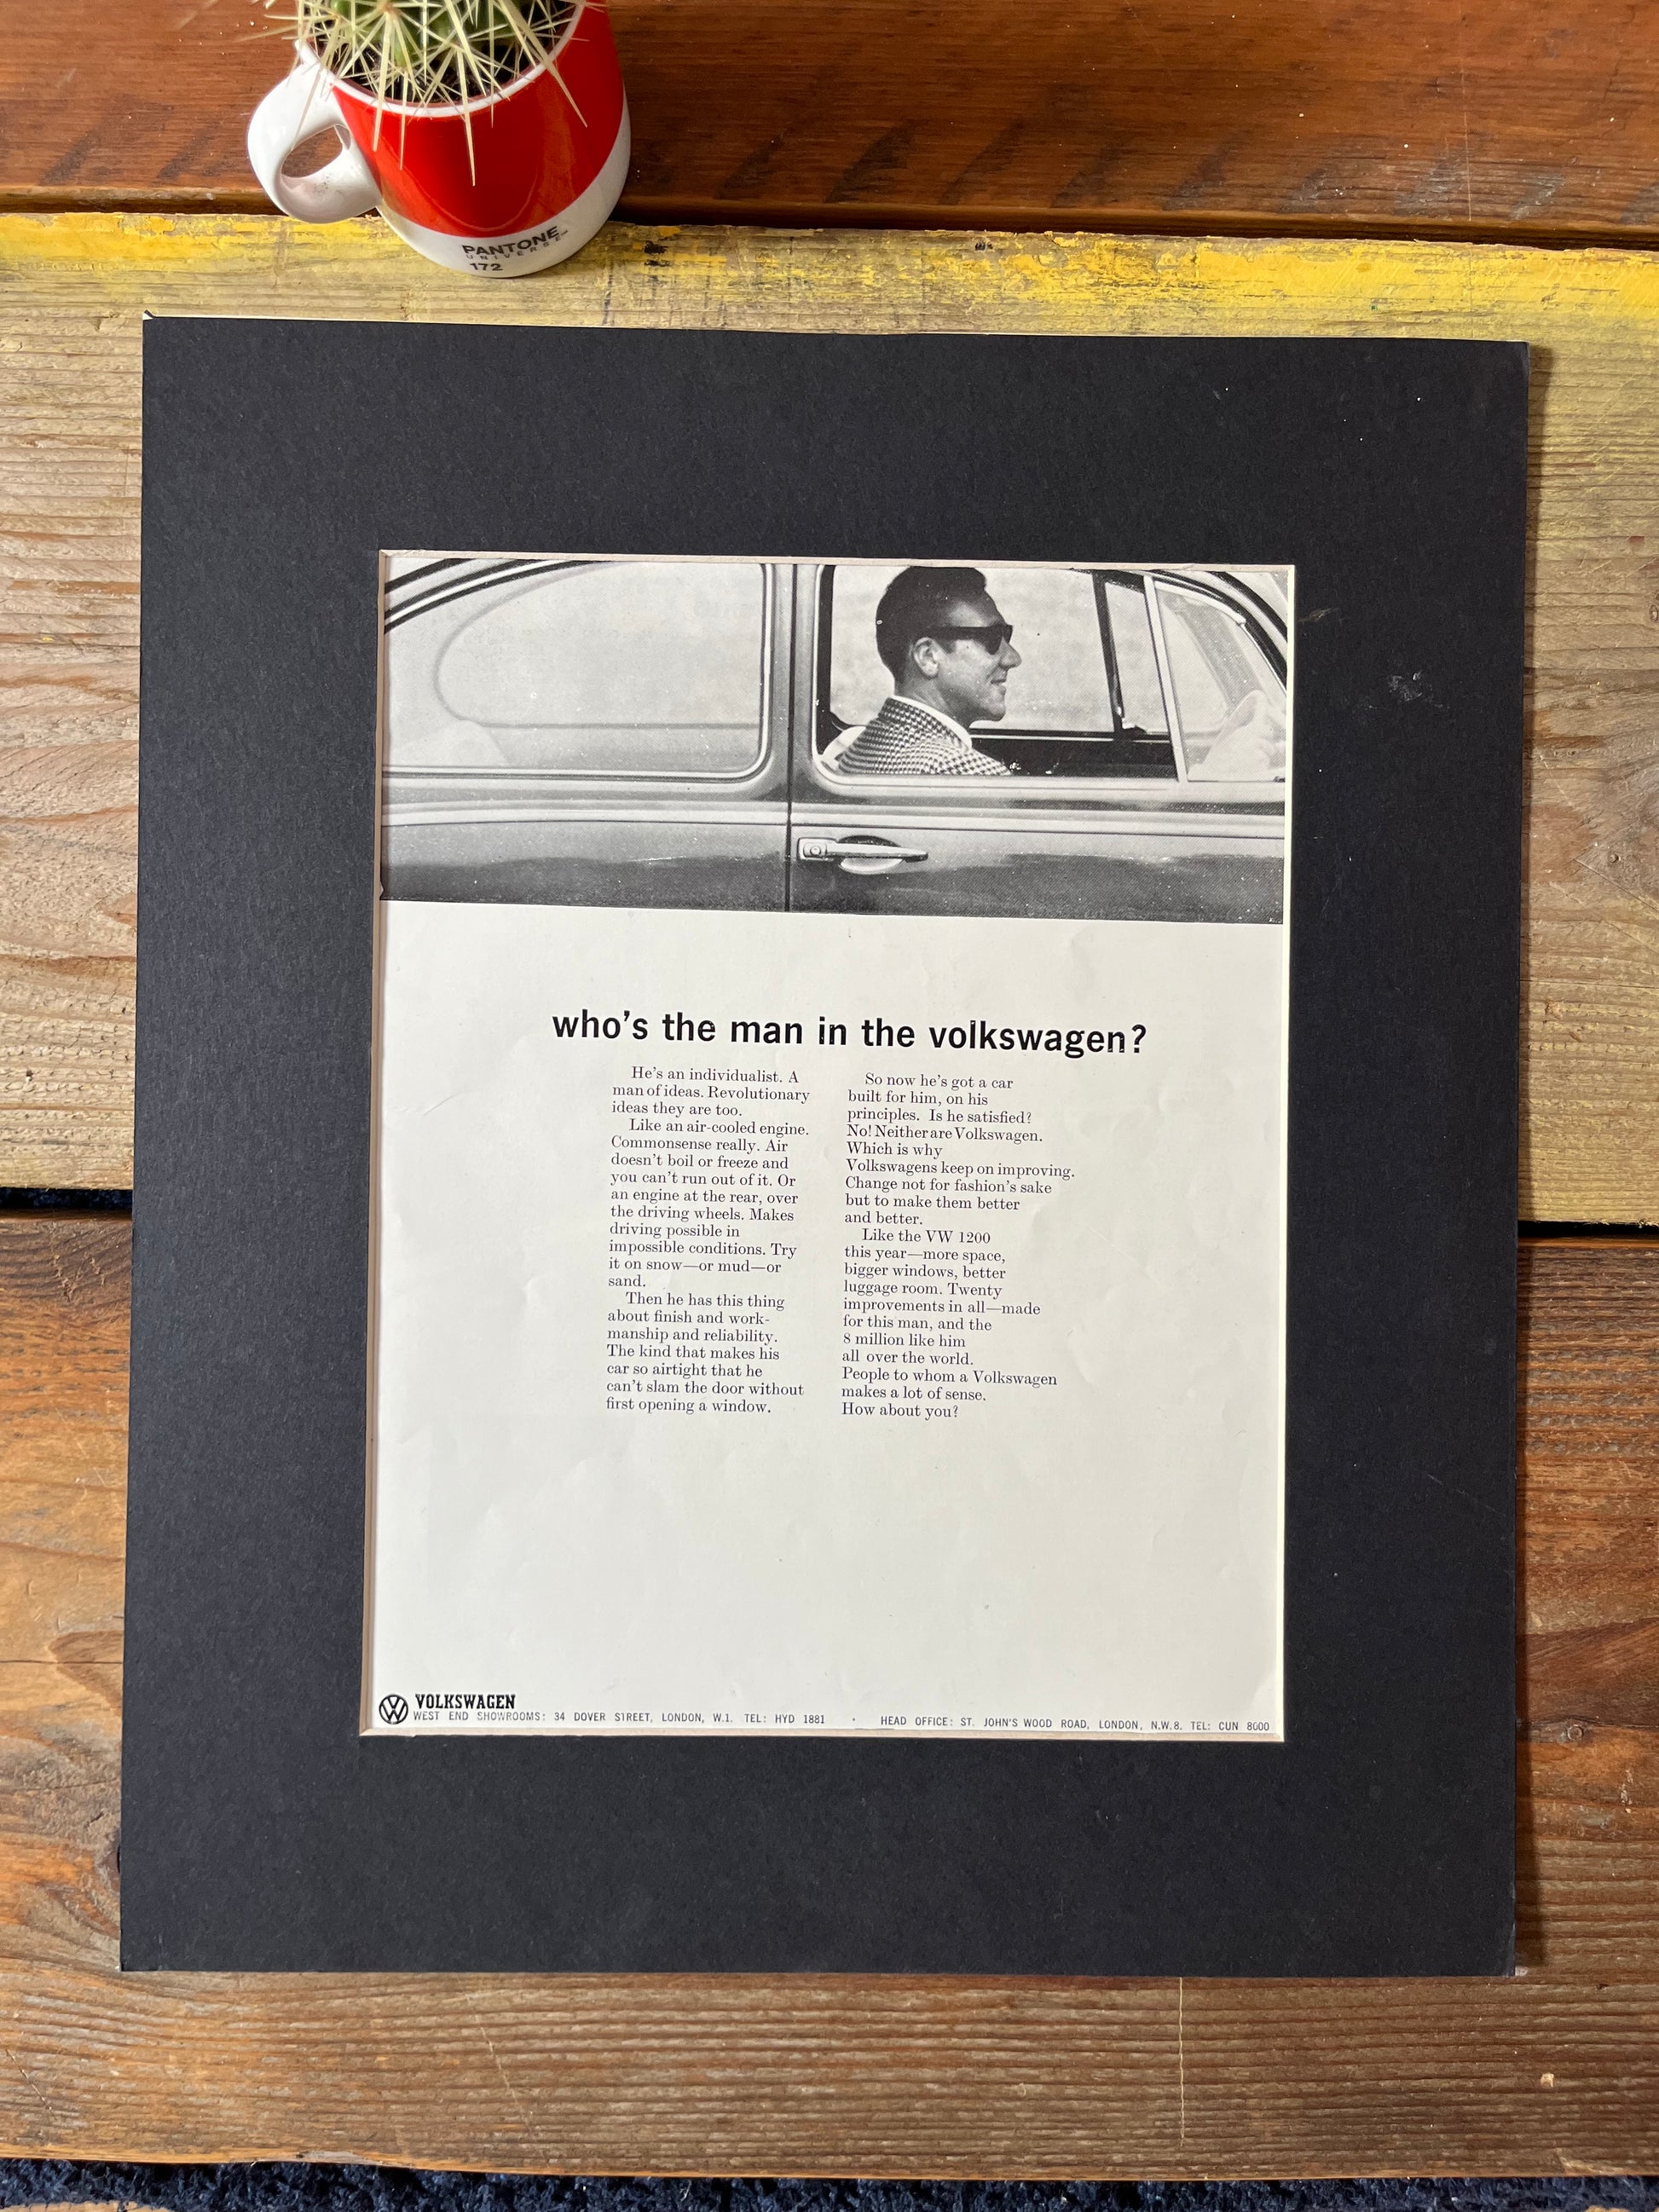 PANTONE
UNIVERSE™
172
who's the man in the volkswagen?
He's an individualist. A
man of ideas. Revolutionary
ideas they are too.
Like an air-cooled engine.
Commonsense really. Air
doesn't boil or freeze and
you can't run out of it. Or
an engine at the rear, over
the driving wheels. Makes
driving possible in
impossible conditions. Try
it on snow—or mud—or
sand.
Then he has this thing
about finish and work-
manship and reliability.
The kind that makes his
car so airtight that he
can't slam the door without
first opening a window.
So now he's got a car
built for him, on his
principles. Is he satisfied?
No! Neither are Volkswagen.
Which is why
Volkswagens keep on improving.
Change not for fashion's sake
but to make them better
and better.
Like the VW 1200
this year—more space,
bigger windows, better
luggage room. Twenty
improvements in all—made
for this man, and the
8 million like him
all over the world.
People to whom a Volkswagen
makes a lot of sense.
How about you?
VOLKSWAGEN
WEST END SHOWROOMS: 34 DOVER STREET, LONDON, W.1. TEL: HYD 1881 · HEAD OFFICE: ST. JOHN'S WOOD ROAD, LONDON, N.W.8. TEL: CUN 8000